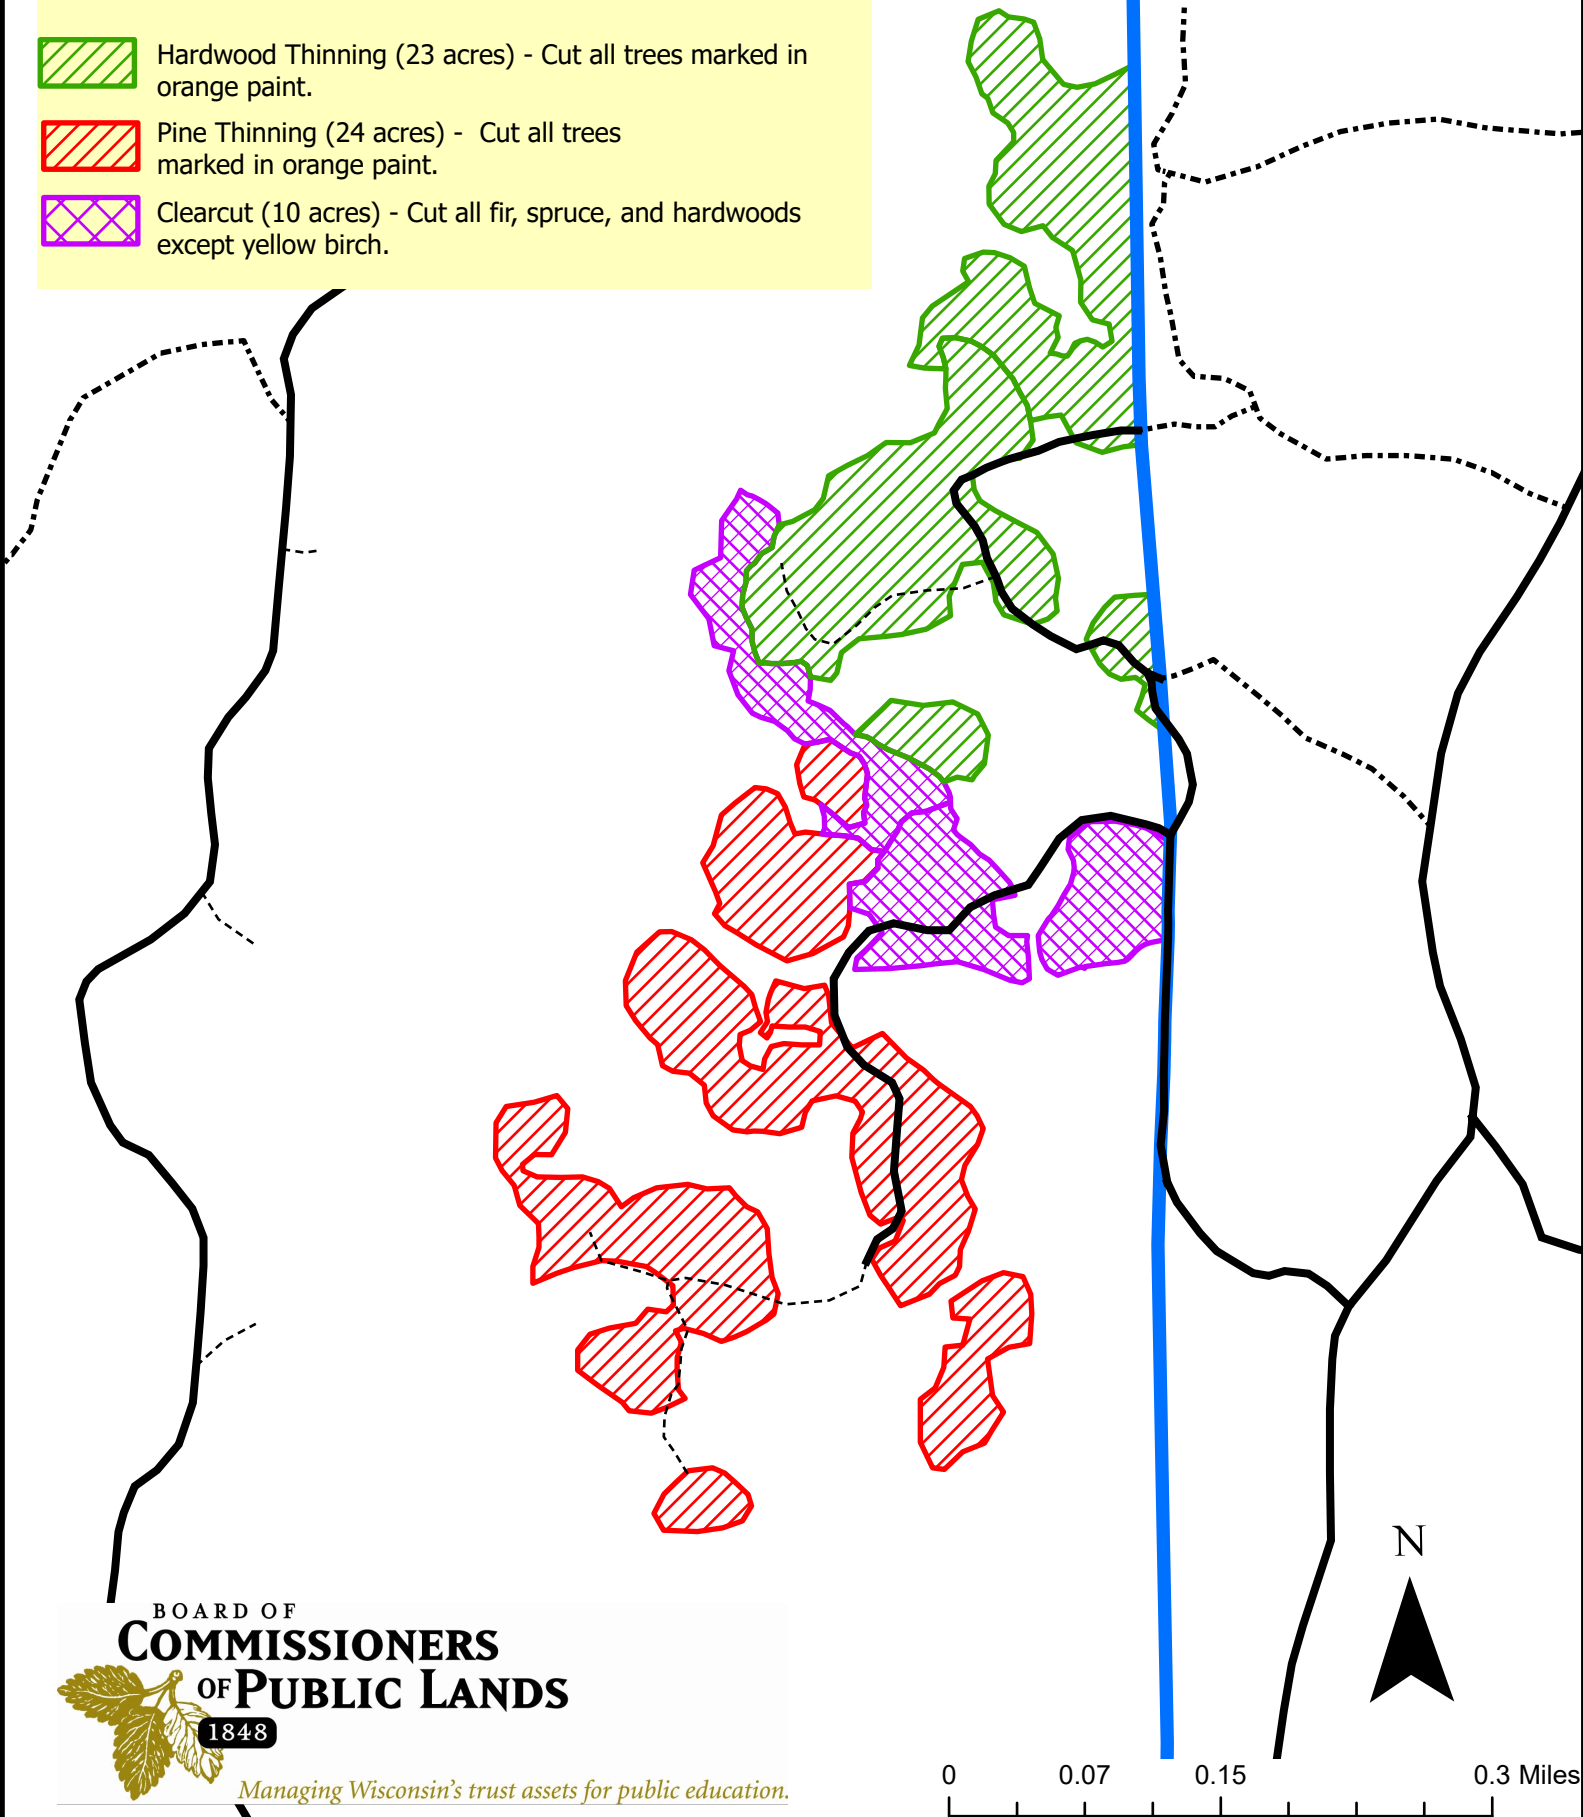 Hardwood Thinning (23 acres) - Cut all trees marked in
orange paint.
Pine Thinning (24 acres) -  Cut all trees
marked in orange paint.
Clearcut (10 acres) - Cut all fir, spruce, and hardwoods
except yellow birch.
N
BOARD OF
COMMISSIONERS
OF PUBLIC LANDS
1848
Managing Wisconsin's trust assets for public education.
0 0.07 0.15 0.3 Miles